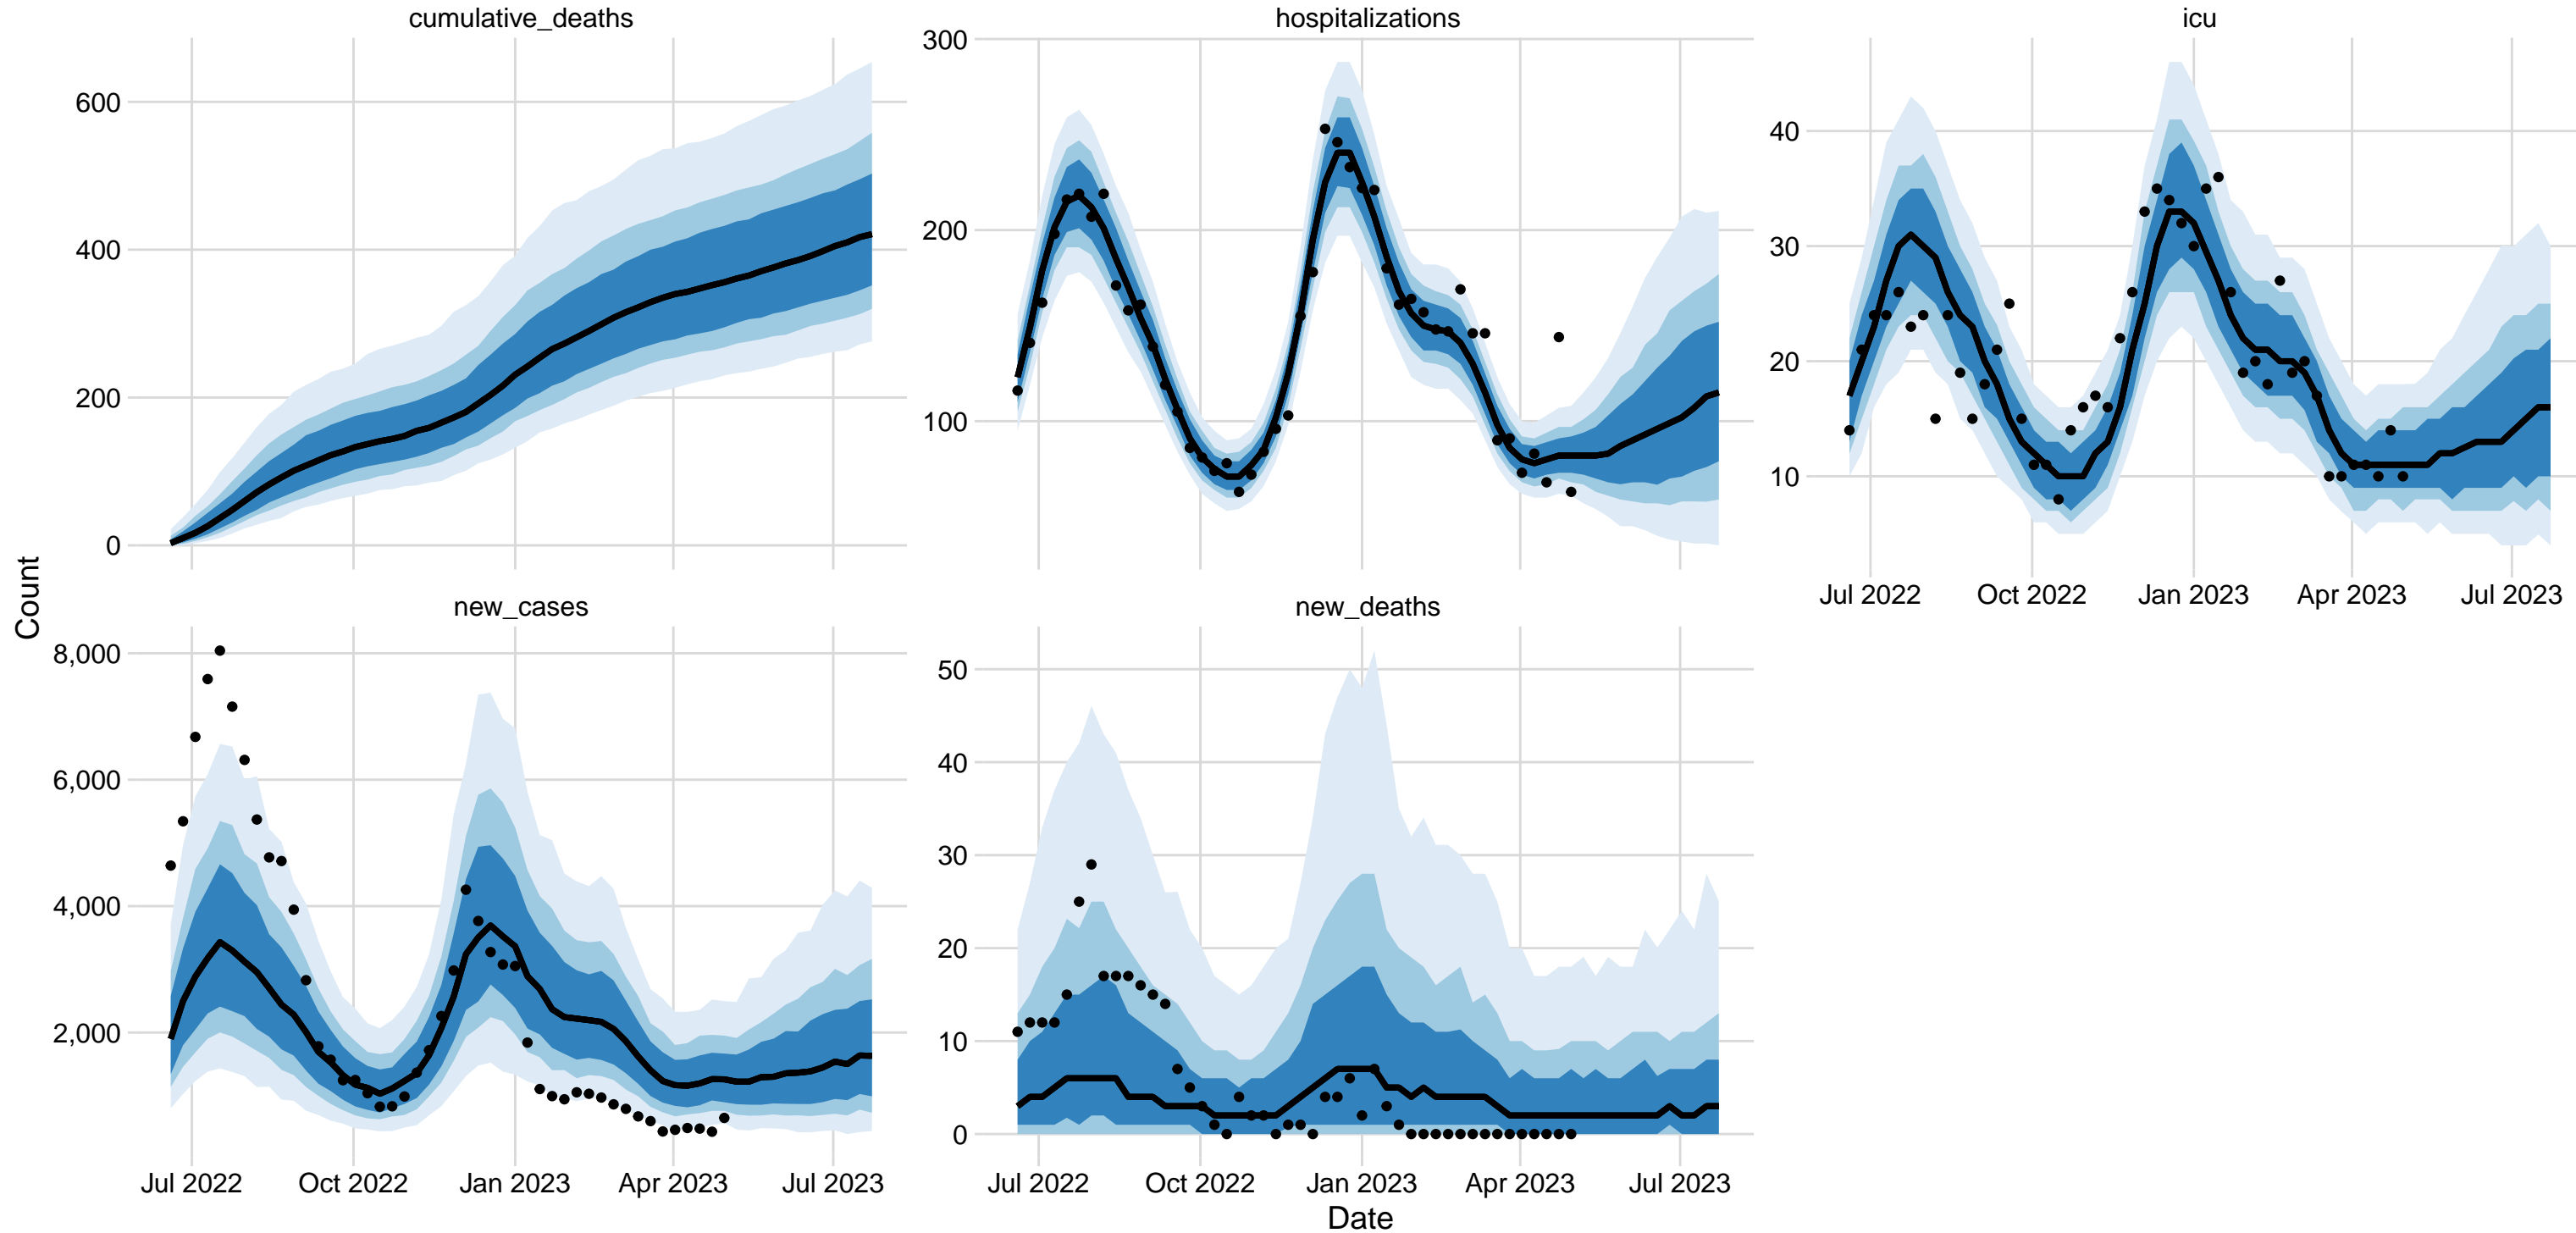 cumulative_deaths
hospitalizations
icu
600
400
200
0
300
200
100
40
30
20
10
Jul 2022
Oct 2022
Jan 2023
Apr 2023
Jul 2023
Count
new_cases
new_deaths
8,000
6,000
4,000
2,000
50
40
30
20
10
0
Jul 2022
Oct 2022
Jan 2023
Apr 2023
Jul 2023
Jul 2022
Oct 2022
Jan 2023
Apr 2023
Jul 2023
Date